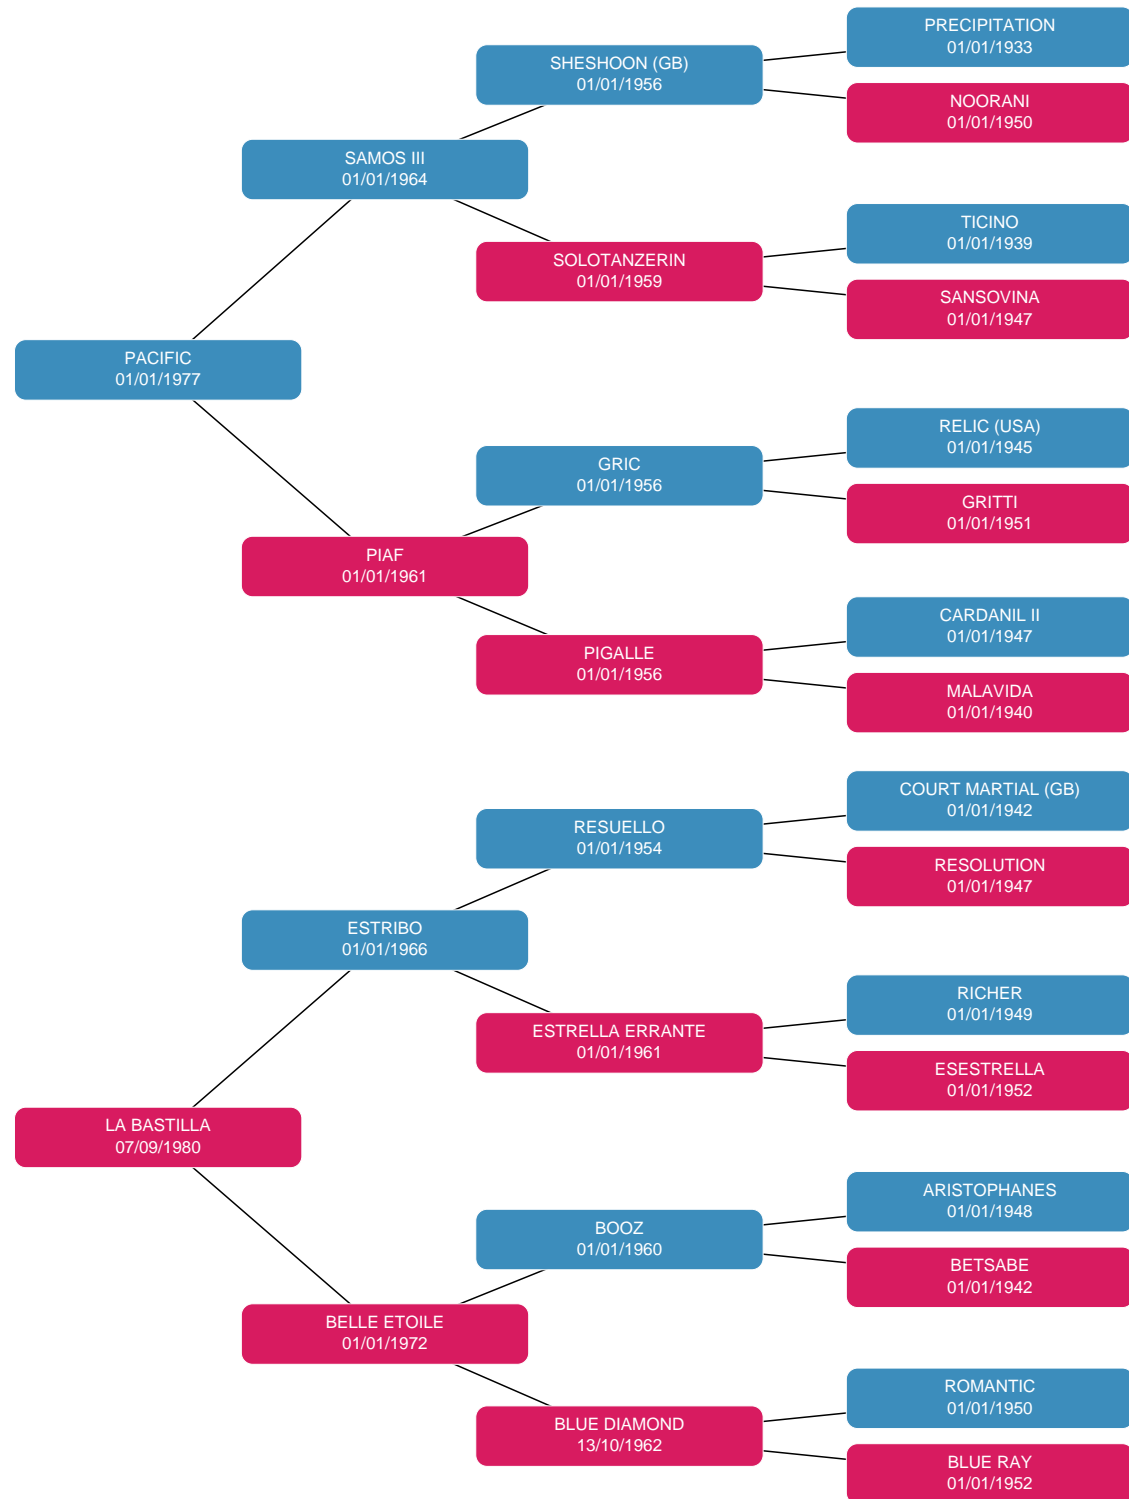 PRECIPITATION
01/01/1933
SHESHOON (GB)
01/01/1956
NOORANI
01/01/1950
SAMOS III
01/01/1964
TICINO
01/01/1939
SOLOTANZERIN
01/01/1959
SANSOVINA
01/01/1947
PACIFIC
01/01/1977
RELIC (USA)
01/01/1945
GRIC
01/01/1956
GRITTI
01/01/1951
PIAF
01/01/1961
CARDANIL II
01/01/1947
PIGALLE
01/01/1956
MALAVIDA
01/01/1940
COURT MARTIAL (GB)
01/01/1942
RESUELLO
01/01/1954
RESOLUTION
01/01/1947
ESTRIBO
01/01/1966
RICHER
01/01/1949
ESTRELLA ERRANTE
01/01/1961
ESESTRELLA
01/01/1952
LA BASTILLA
07/09/1980
ARISTOPHANES
01/01/1948
BOOZ
01/01/1960
BETSABE
01/01/1942
BELLE ETOILE
01/01/1972
ROMANTIC
01/01/1950
BLUE DIAMOND
13/10/1962
BLUE RAY
01/01/1952